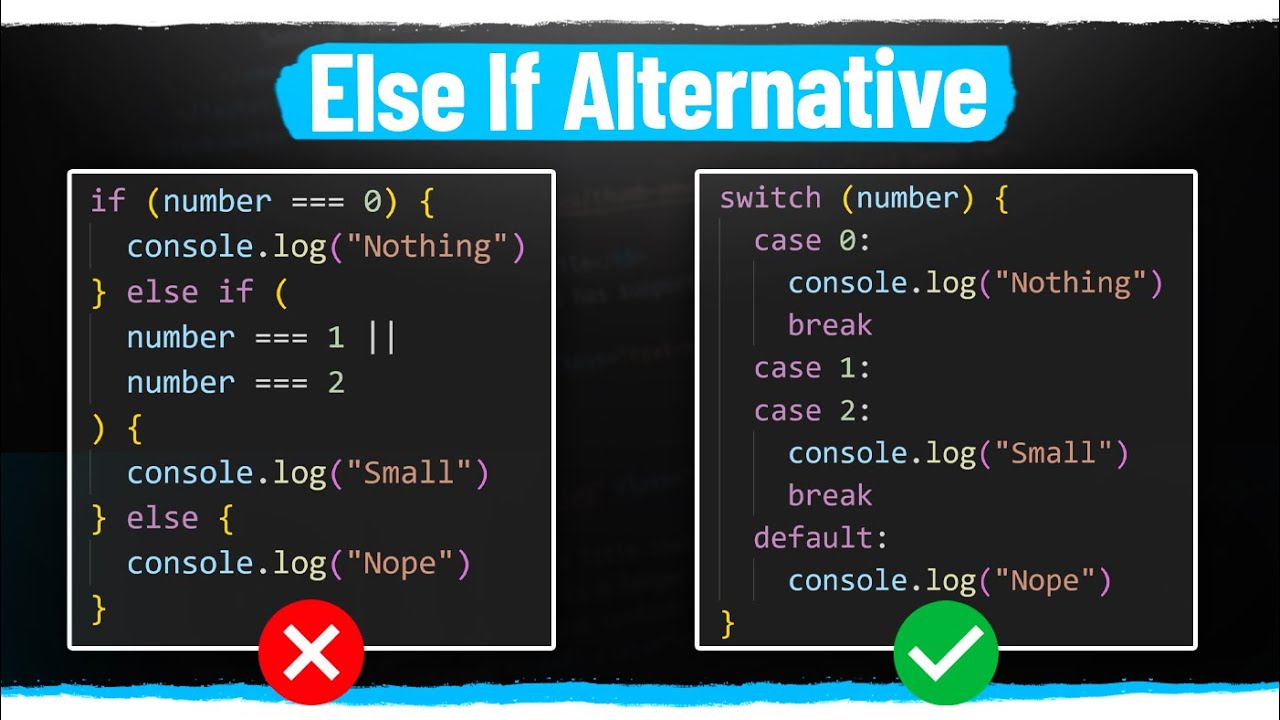 Else If Alternative
if (number === 0) {
  console.log("Nothing")
} else if (
  number === 1 ||
  number === 2
) {
  console.log("Small")
} else {
  console.log("Nope")
}
switch (number) {
  case 0:
    console.log("Nothing")
    break
  case 1:
  case 2:
    console.log("Small")
    break
  default:
    console.log("Nope")
}